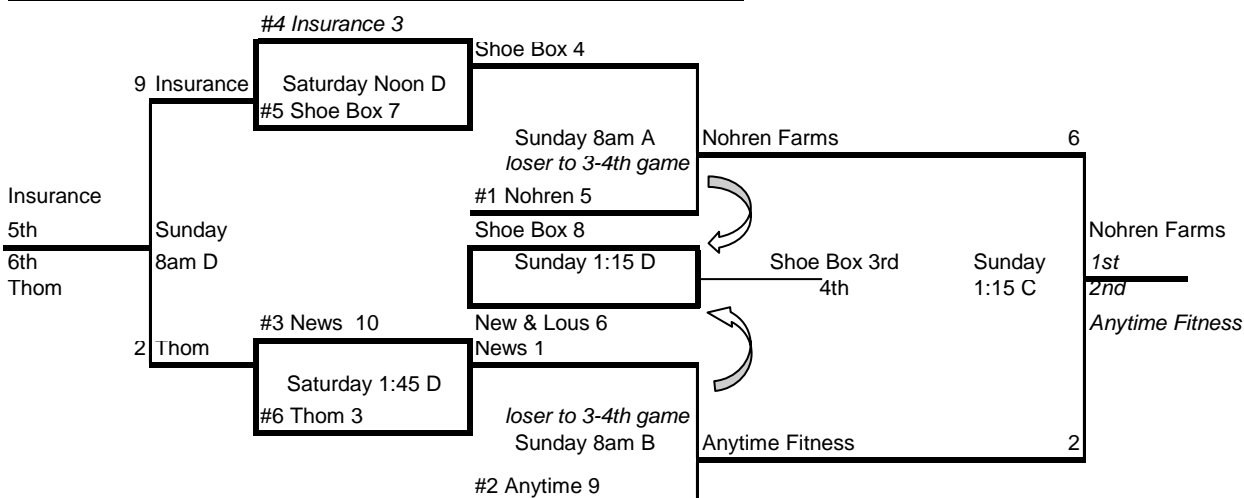 #4 Insurance 3
Shoe Box 4
9 Insurance
Saturday Noon D
#5 Shoe Box 7
Sunday 8am A
Nohren Farms 6
loser to 3-4th game
Insurance
#1 Nohren 5
5th
Sunday
Shoe Box 8
Nohren Farms
6th
8am D
Sunday 1:15 D
Shoe Box 3rd
Sunday
1st
Thom
4th
1:15 C
2nd
#3 News 10
New & Lous 6
Anytime Fitness
2 Thom
News 1
Saturday 1:45 D
#6 Thom 3
loser to 3-4th game
Sunday 8am B
Anytime Fitness 2
#2 Anytime 9